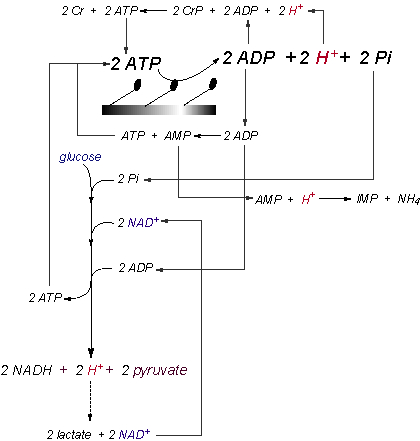 2 Cr + 2 ATP 2 CrP + 2 ADP + 2 H+
2 ATP 2 ADP + 2 H+ + 2 Pi
ATP + AMP 2 ADP
glucose
2 Pi
AMP + H+ IMP + NH4
2 NAD+
2 ADP
2 ATP
2 NADH + 2 H+ + 2 pyruvate
2 lactate + 2 NAD+